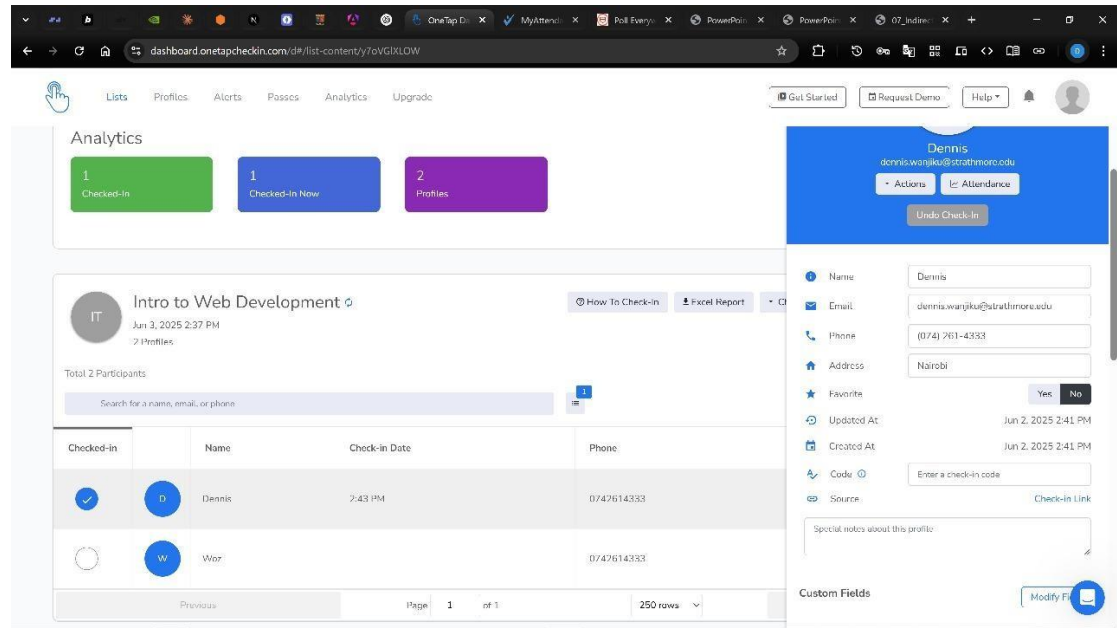 OneTap Da
MyAttend
Poll Everyw
PowerPoin
PowerPoin
07_Indirec
dashboard.onetapcheckin.com/d#/list-content/y7oVGlXLOW
Lists Profiles Alerts Passes Analytics Upgrade
Get Started Request Demo Help
Analytics
1
Checked-In
1
Checked-In Now
2
Profiles
IT
Intro to Web Development
Jun 3, 2025 2:37 PM
2 Profiles
How To Check-In Excel Report
Total 2 Participants
Search for a name, email, or phone
1
Checked-in Name Check-in Date Phone
D Dennis 2:43 PM 0742614333
W Woz 0742614333
Previous Page 1 of 1 250 rows
Dennis
dennis.wanjiku@strathmore.edu
Actions Attendance
Undo Check-In
Name Dennis
Email dennis.wanjiku@strathmore.edu
Phone (074) 261-4333
Address Nairobi
Favorite Yes No
Updated At Jun 2, 2025 2:41 PM
Created At Jun 2, 2025 2:41 PM
Code Enter a check-in code
Source Check-in Link
Special notes about this profile
Custom Fields Modify Fi